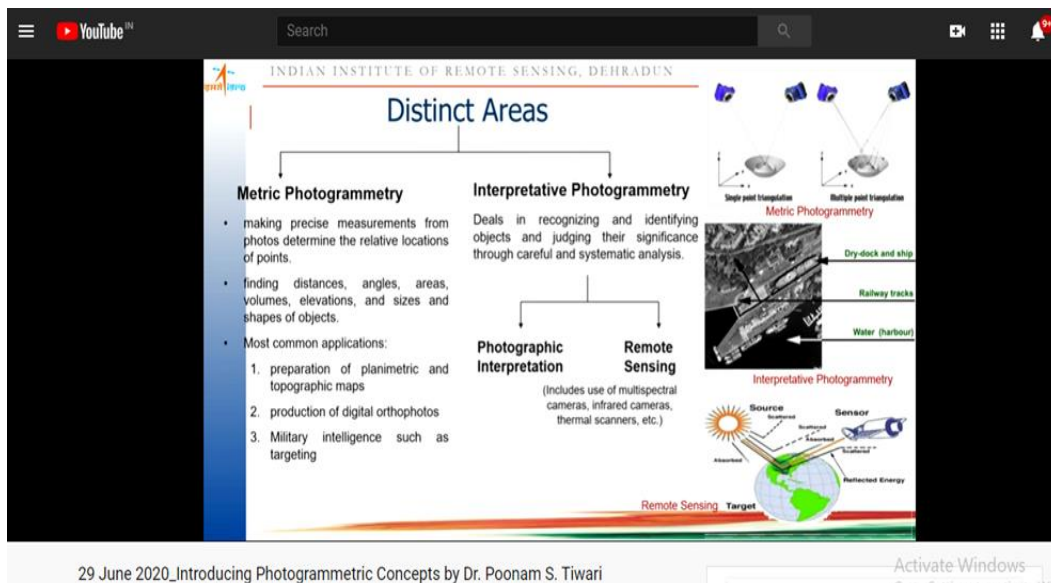 YouTube IN
Search
9+
INDIAN INSTITUTE OF REMOTE SENSING, DEHRADUN
Distinct Areas
Metric Photogrammetry
• making precise measurements from
photos determine the relative locations
of points.
• finding distances, angles, areas,
volumes, elevations, and sizes and
shapes of objects.
• Most common applications:
1. preparation of planimetric and
topographic maps
2. production of digital orthophotos
3. Military intelligence such as
targeting
Interpretative Photogrammetry
Deals in recognizing and identifying
objects and judging their significance
through careful and systematic analysis.
Photographic
Interpretation
Remote
Sensing
(Includes use of multispectral
cameras, infrared cameras,
thermal scanners, etc.)
Single point triangulation
Multiple point triangulation
Metric Photogrammetry
Dry-dock and ship
Railway tracks
Water (harbour)
Interpretative Photogrammetry
Source
Sensor
Scattered
Scattered
Absorbed
Scattered
Absorbed
Reflected Energy
Remote Sensing
Target
29 June 2020_Introducing Photogrammetric Concepts by Dr. Poonam S. Tiwari
Activate Windows